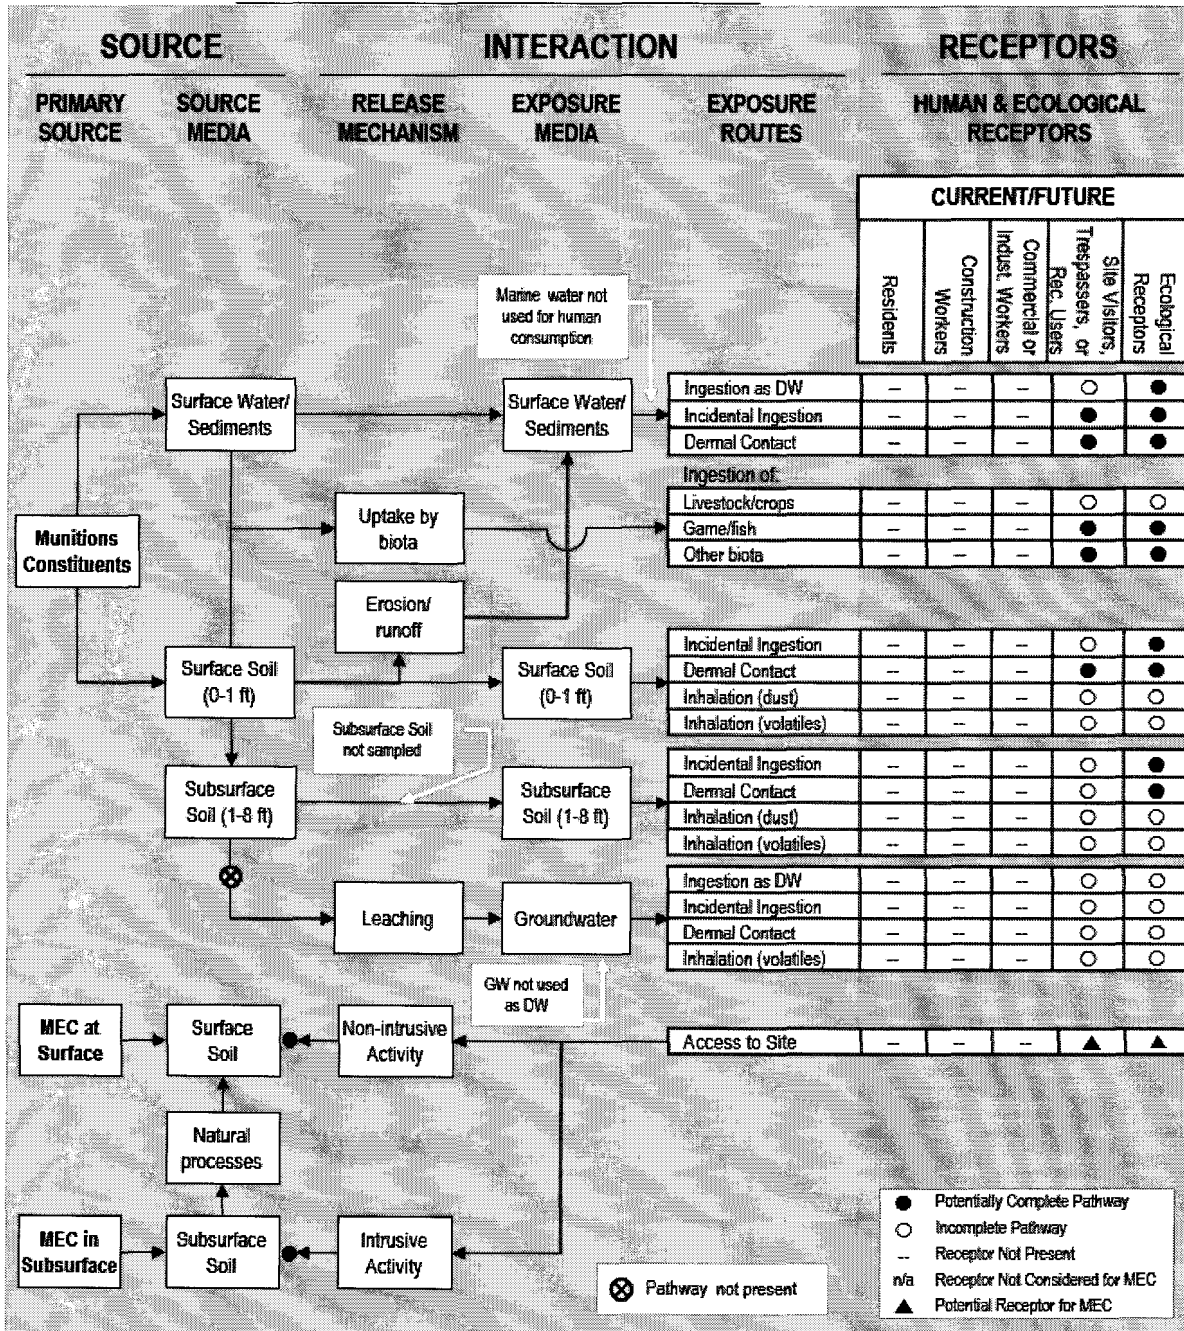 SOURCE
INTERACTION
RECEPTORS
PRIMARY
SOURCE
SOURCE
MEDIA
RELEASE
MECHANISM
EXPOSURE
MEDIA
EXPOSURE
ROUTES
HUMAN & ECOLOGICAL
RECEPTORS
CURRENT/FUTURE
Residents
Construction
Workers
Commercial or
Indust. Workers
Site Visitors,
Trespassers, or
Rec. Users
Ecological
Receptors
Marine water not
used for human
consumption
Surface Water/
Sediments
Surface Water/
Sediments
Ingestion as DW -- -- -- ○ ●
Incidental Ingestion -- -- -- ● ●
Dermal Contact -- -- -- ● ●
Ingestion of:
Livestock/crops -- -- -- ○ ○
Game/fish -- -- -- ● ●
Other biota -- -- -- ● ●
Munitions
Constituents
Uptake by
biota
Erosion/
runoff
Surface Soil
(0-1 ft)
Surface Soil
(0-1 ft)
Incidental Ingestion -- -- -- ○ ●
Dermal Contact -- -- -- ● ●
Inhalation (dust) -- -- -- ○ ○
Inhalation (volatiles) -- -- -- ○ ○
Subsurface Soil
not sampled
Subsurface
Soil (1-8 ft)
Subsurface
Soil (1-8 ft)
Incidental Ingestion -- -- -- ○ ●
Dermal Contact -- -- -- ○ ●
Inhalation (dust) -- -- -- ○ ○
Inhalation (volatiles) -- -- -- ○ ○
Leaching
Groundwater
Ingestion as DW -- -- -- ○ ○
Incidental Ingestion -- -- -- ○ ○
Dermal Contact -- -- -- ○ ○
Inhalation (volatiles) -- -- -- ○ ○
GW not used
as DW
MEC at
Surface
Surface
Soil
Non-intrusive
Activity
Access to Site -- -- -- ▲ ▲
Natural
processes
MEC in
Subsurface
Subsurface
Soil
Intrusive
Activity
⊗ Pathway not present
● Potentially Complete Pathway
○ Incomplete Pathway
-- Receptor Not Present
n/a Receptor Not Considered for MEC
▲ Potential Receptor for MEC